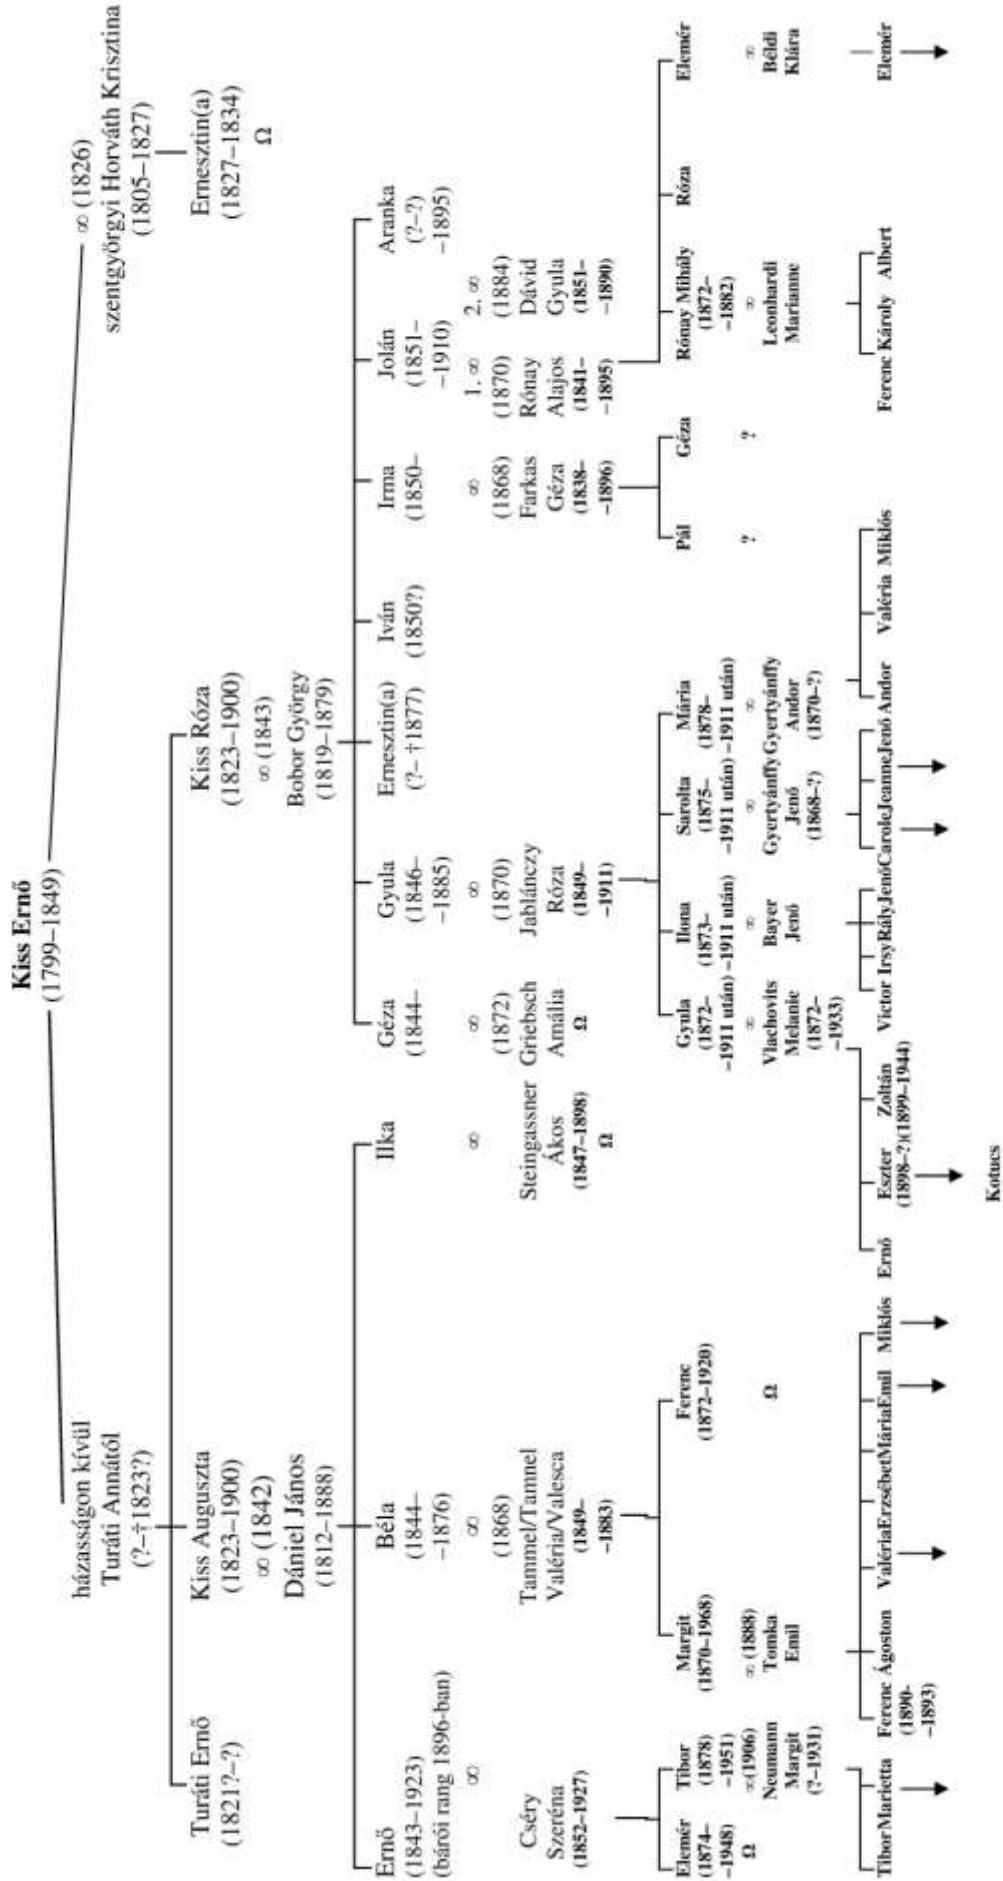 Kiss Ernő
(1799–1849)
házasságon kívül
Turáti Annától
(?–†1823?)
∞ (1826)
szentgyörgyi Horváth Krisztina
(1805–1827)
Ernesztin(a)
(1827–1834)
Ω
Turáti Ernő
(1821?–?)
Kiss Auguszta
(1823–1900)
∞ (1842)
Dániel János
(1812–1888)
Kiss Róza
(1823–1900)
∞ (1843)
Bobor György
(1819–1879)
Ernő
(1843–1923)
(bárói rang 1896-ban)
∞
Cséry
Szeréna
(1852–1927)
Béla
(1844–
–1876)
∞
(1868)
Tammel/Tamnel
Valéria/Valesca
(1849–
–1883)
Ilka
∞
Steingassner
Ákos
(1847–1898)
Ω
Géza
(1844–
∞
(1872)
Griebsch
Amália
Ω
Gyula
(1846–
–1885)
∞
(1870)
Jablánczy
Róza
(1849–
–1911)
Ernesztin(a)
(?– †1877)
Iván
(1850?)
Irma
(1850–
∞
(1868)
Farkas
Géza
(1838–
–1896)
Jolán
(1851–
–1910)
1. ∞
(1870)
Rónay
Alajos
(1841–
–1895)
2. ∞
(1884)
Dávid
Gyula
(1851–
–1890)
Aranka
(?–?)
–1895)
Elemér
(1874–
–1948)
Ω
Tibor
(1878)
–1951)
∞(1906)
Neumann
Margit
(?–1931)
Margit
(1870–1968)
∞ (1888)
Tomka
Emil
Ferenc
(1872–1920)
Ω
Gyula
(1872–
–1911 után)
∞
Vlachovits
Melanie
(1872–
–1933)
Ilona
(1873–
–1911 után)
∞
Bayer
Jenő
Sarolta
(1875–
–1911 után)
∞
Gyertyánffy
Jenő
(1868–?)
Mária
(1878–
–1911 után)
∞
Gyertyánffy
Andor
(1870–?)
Pál
?
Géza
?
Rónay Mihály
(1872–
–1882)
∞
Leonhardi
Marianne
Róza
Elemér
∞
Béldi
Klára
Tibor Marietta
Ferenc Ágoston Valéria Erzsébet Mária Emil Miklós
(1890-
–1893)
Ernő Eszter Zoltán
(1898–?)(1899–1944)
Kotucs
Victor Irsy Rály Jenő
Carole Jeanne Jenő
Andor Valéria Miklós
Ferenc Károly Albert
Elemér